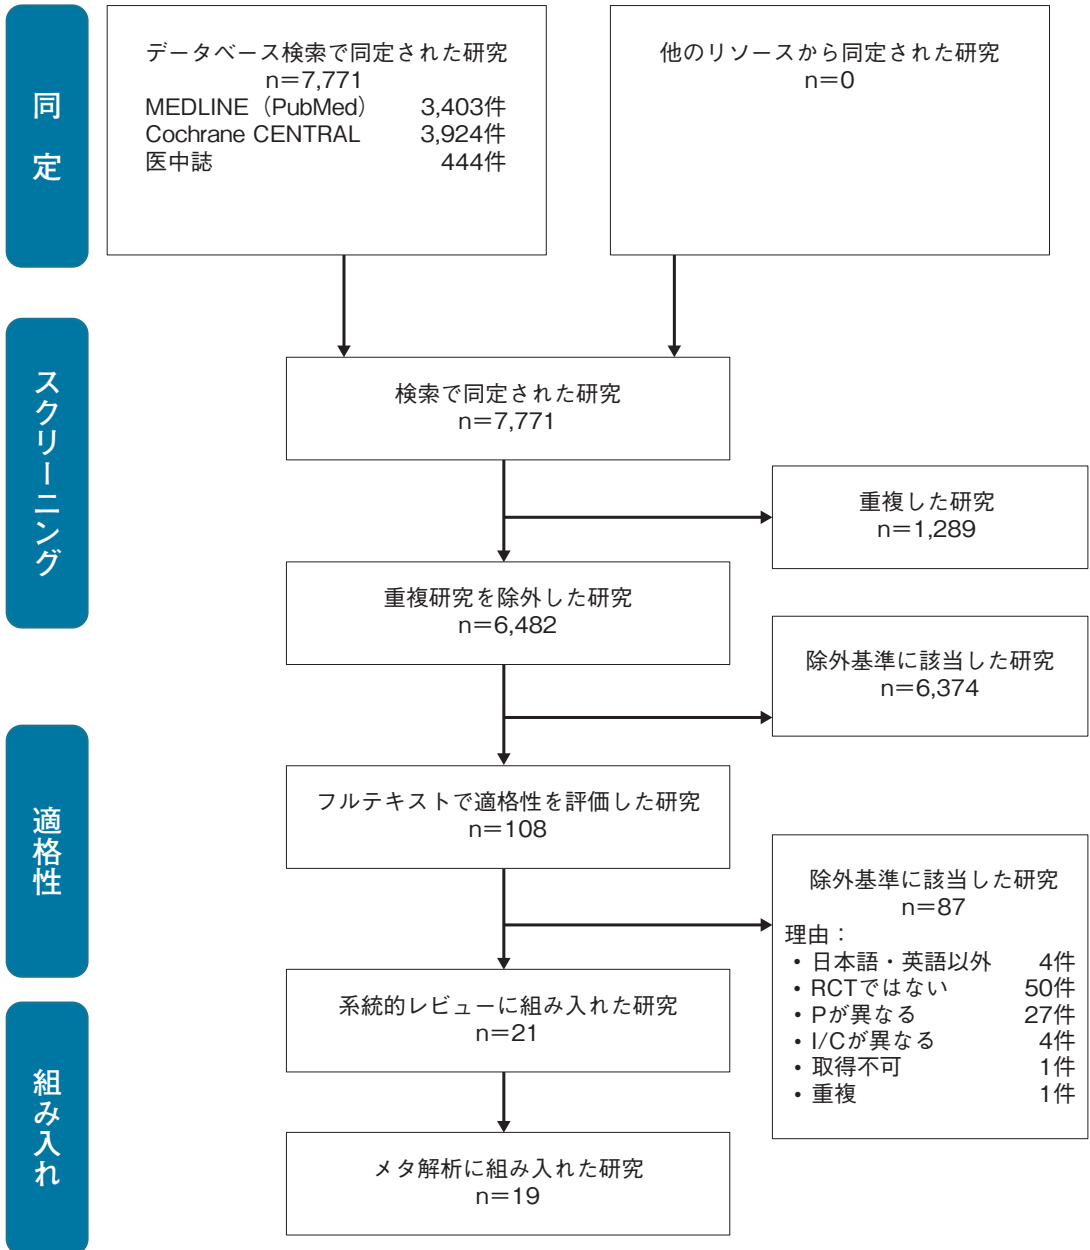 同定
データベース検索で同定された研究
n＝7,771
MEDLINE（PubMed） 3,403件
Cochrane CENTRAL 3,924件
医中誌 444件
他のリソースから同定された研究
n＝0
スクリーニング
検索で同定された研究
n＝7,771
重複した研究
n＝1,289
重複研究を除外した研究
n＝6,482
除外基準に該当した研究
n＝6,374
適格性
フルテキストで適格性を評価した研究
n＝108
除外基準に該当した研究
n＝87
理由：
・日本語・英語以外 4件
・RCTではない 50件
・Pが異なる 27件
・I/Cが異なる 4件
・取得不可 1件
・重複 1件
組み入れ
系統的レビューに組み入れた研究
n＝21
メタ解析に組み入れた研究
n＝19